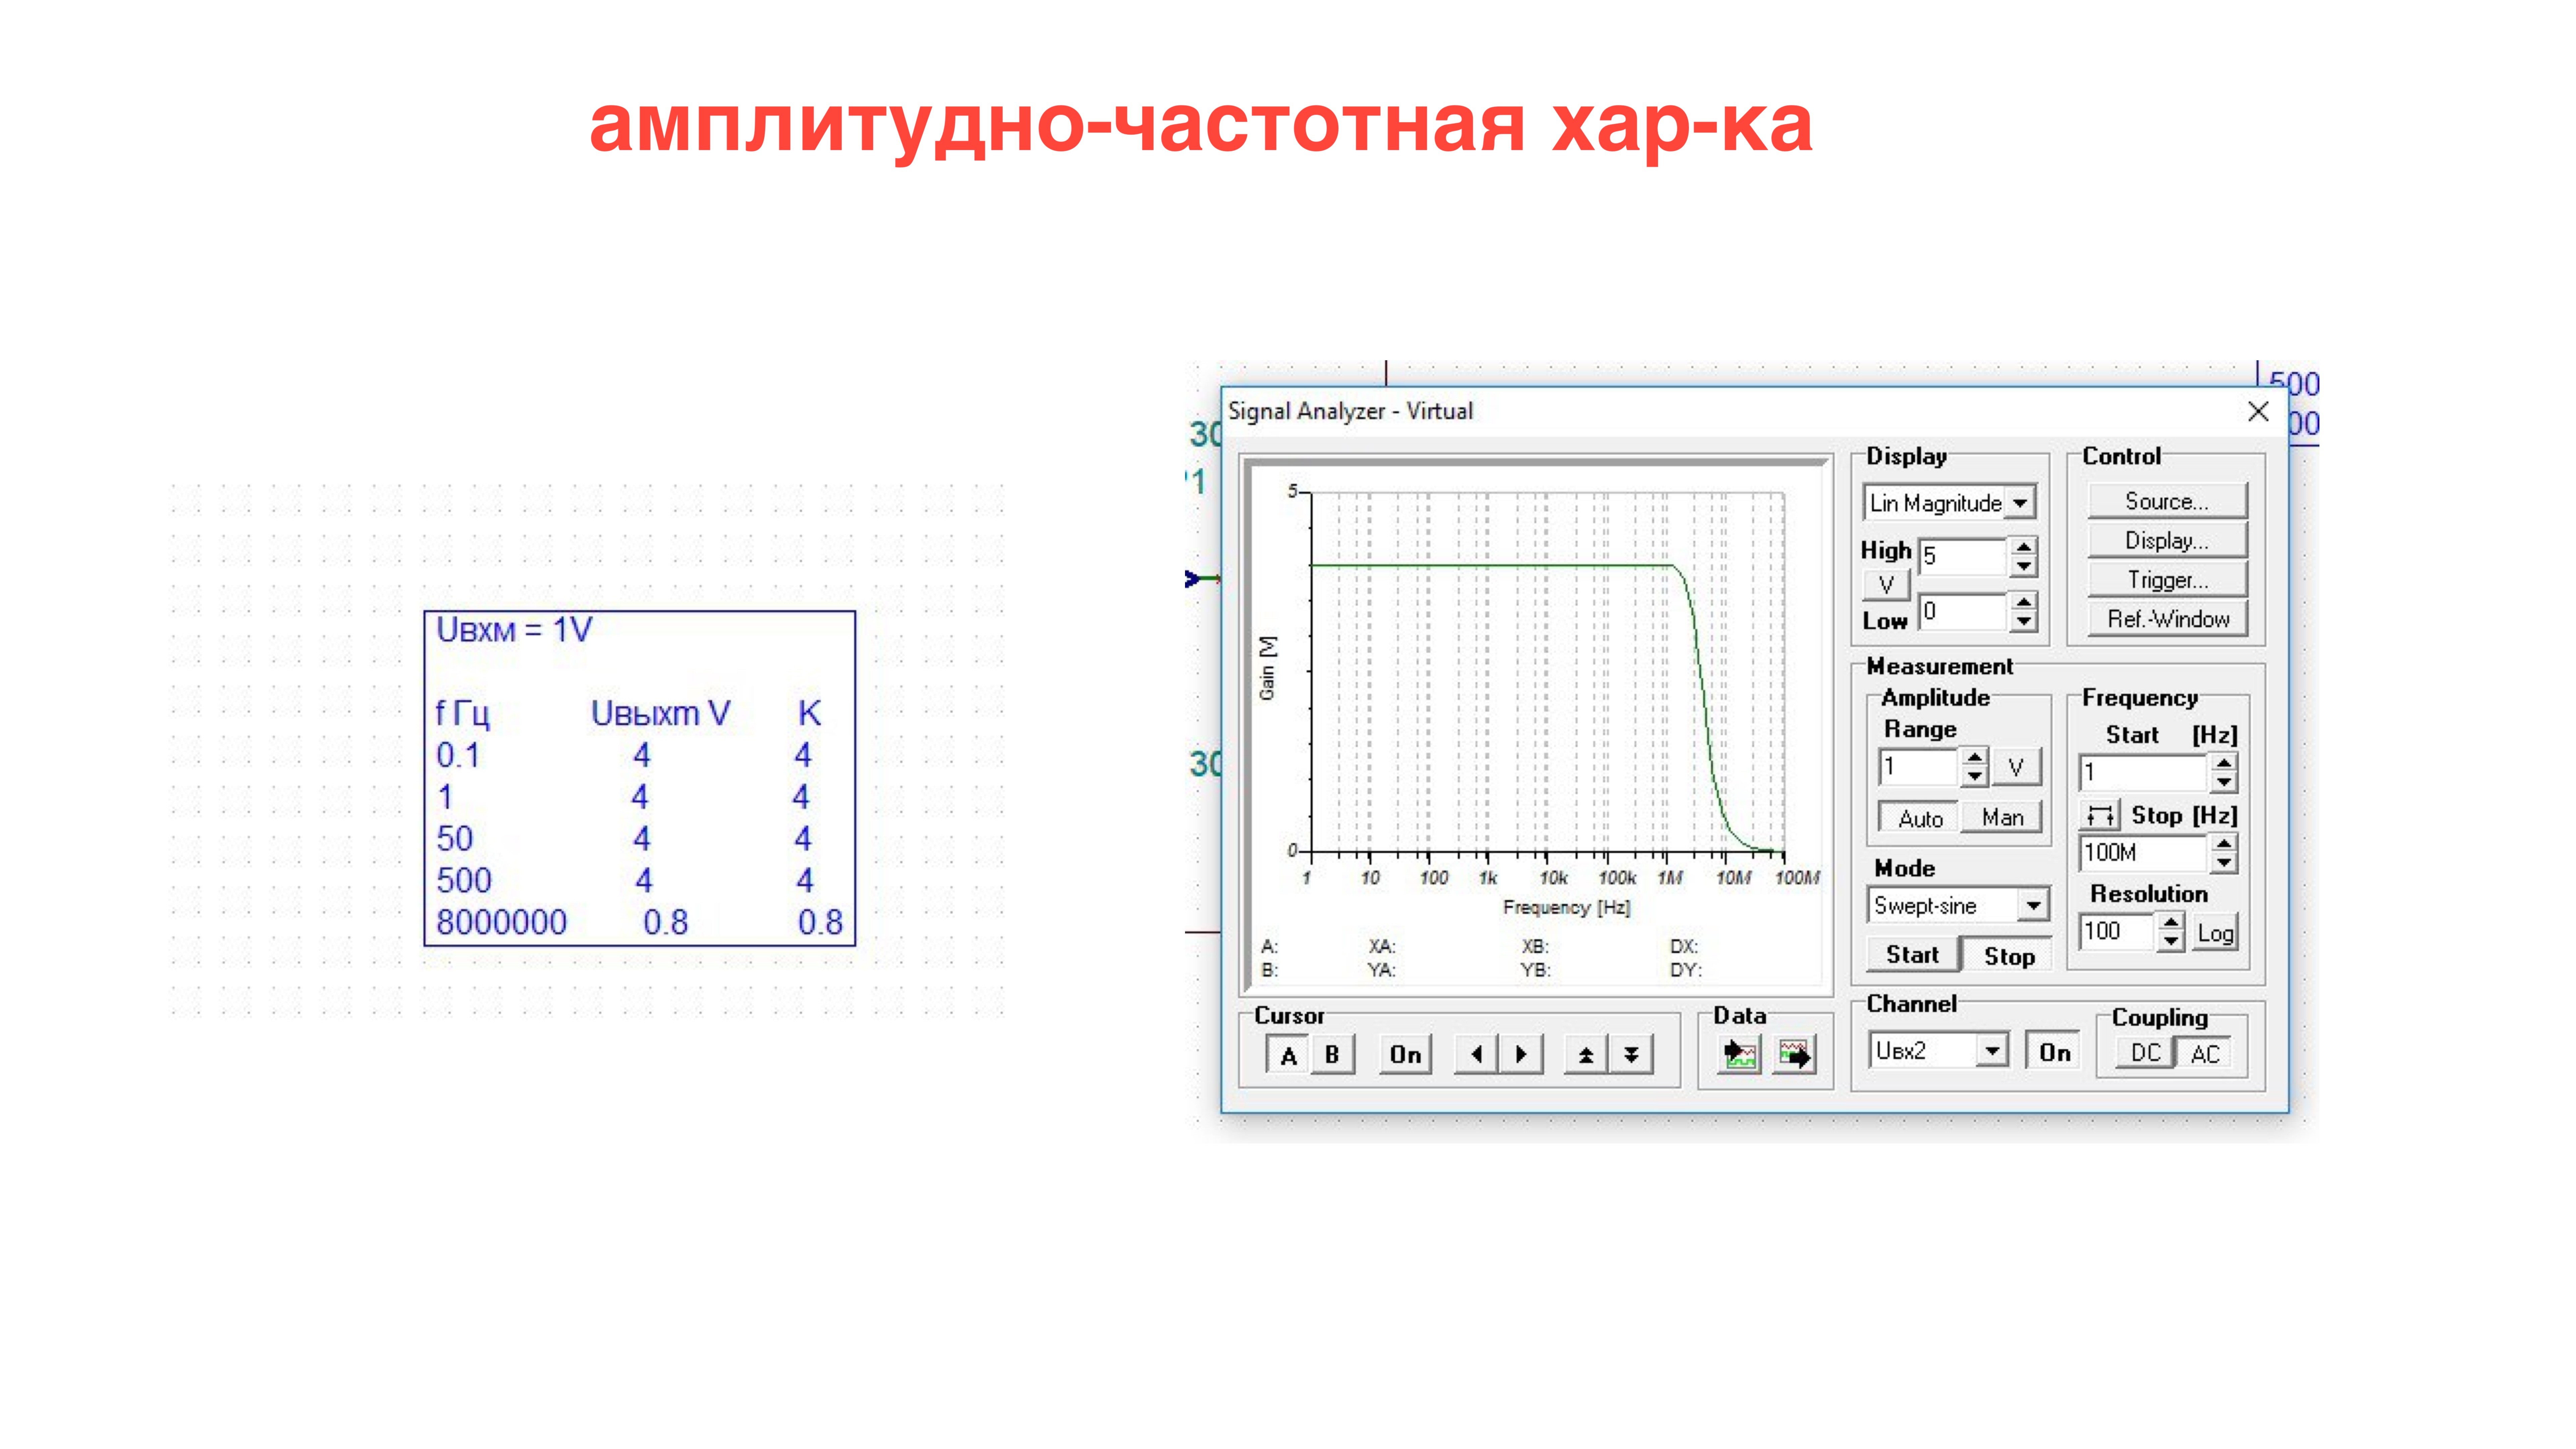 амплитудно-частотная хар-ка
Uвхм = 1V
f Гц Uвыхm V K
0.1 4 4
1 4 4
50 4 4
500 4 4
8000000 0.8 0.8
500
00
30
1
30
Signal Analyzer - Virtual
5
0
Gain [V]
1 10 100 1k 10k 100k 1M 10M 100M
Frequency [Hz]
A: XA: XB: DX:
B: YA: YB: DY:
Cursor
A B On
Data
Display
Lin Magnitude
High 5
V
Low 0
Control
Source...
Display...
Trigger...
Ref.-Window
Measurement
Amplitude
Range
1 V
Auto Man
Mode
Swept-sine
Start Stop
Frequency
Start [Hz]
1
Stop [Hz]
100M
Resolution
100 Log
Channel
Uвх2 On
Coupling
DC AC